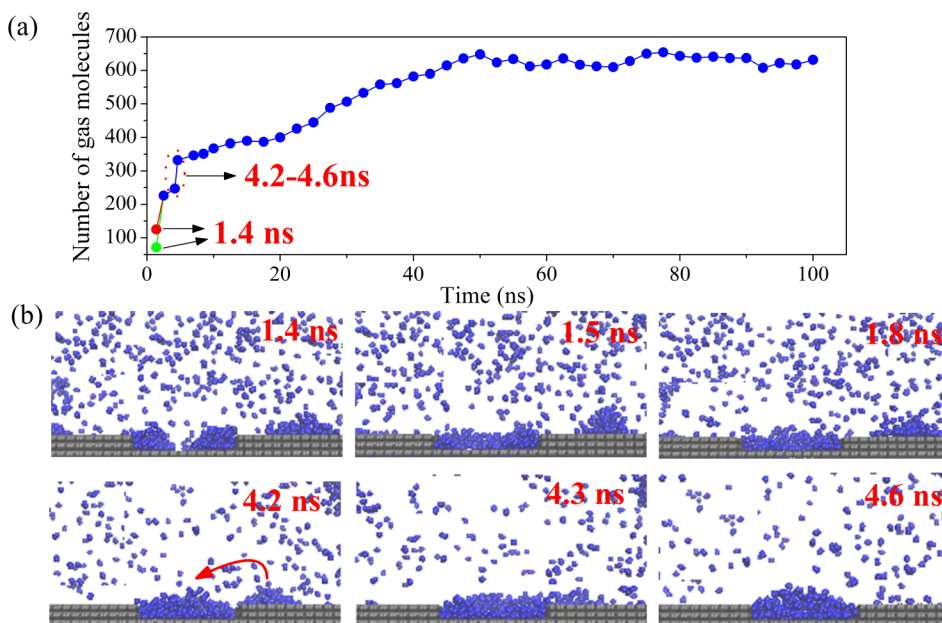 (a)
Number of gas molecules
700
600
500
400
300
200
100
4.2-4.6ns
1.4 ns
0 20 40 60 80 100
Time (ns)
(b)
1.4 ns 1.5 ns 1.8 ns
4.2 ns 4.3 ns 4.6 ns